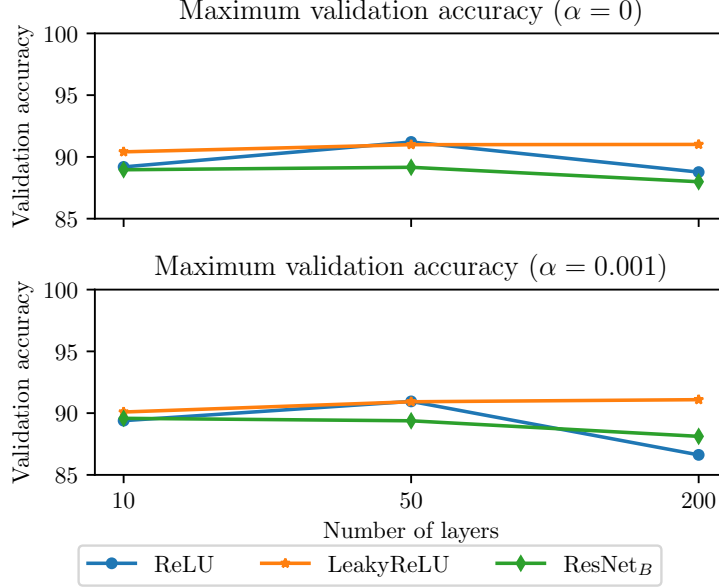 Maximum validation accuracy (α = 0)
Validation accuracy
100
95
90
85
Maximum validation accuracy (α = 0.001)
Validation accuracy
100
95
90
85
10 50 200
Number of layers
ReLU LeakyReLU ResNet_B